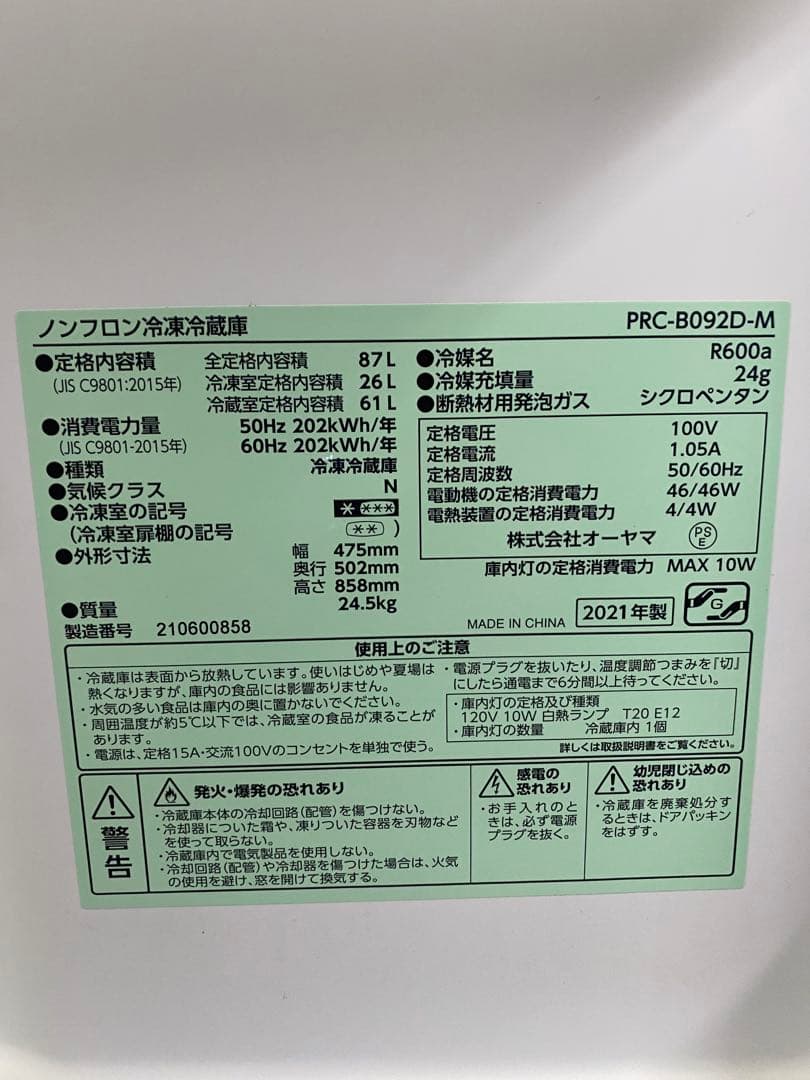 ノンフロン冷凍冷蔵庫
PRC-B092D-M
●定格内容積 全定格内容積 87L
(JIS C9801:2015年) 冷凍室定格内容積 26L
冷蔵室定格内容積 61L
●消費電力量 50Hz 202kWh/年
(JIS C9801-2015年) 60Hz 202kWh/年
●種類 冷凍冷蔵庫
●気候クラス N
●冷凍室の記号 * ***
(冷凍室扉棚の記号 ** )
●外形寸法 幅 475mm
奥行 502mm
高さ 858mm
●質量 24.5kg
製造番号 210600858
●冷媒名 R600a
●冷媒充填量 24g
●断熱材用発泡ガス シクロペンタン
定格電圧 100V
定格電流 1.05A
定格周波数 50/60Hz
電動機の定格消費電力 46/46W
電熱装置の定格消費電力 4/4W
株式会社オーヤマ PSE
庫内灯の定格消費電力 MAX 10W
MADE IN CHINA 2021年製 G
使用上のご注意
・冷蔵庫は表面から放熱しています。使いはじめや夏場は
熱くなりますが、庫内の食品には影響ありません。
・水気の多い食品は庫内の奥に置かないでください。
・周囲温度が約5℃以下では、冷蔵室の食品が凍ることが
あります。
・電源は、定格15A・交流100Vのコンセントを単独で使う。
・電源プラグを抜いたり、温度調節つまみを「切」
にしたら通電まで6分間以上待ってください。
・庫内灯の定格及び種類
120V 10W 白熱ランプ T20 E12
・庫内灯の数量 冷蔵庫内 1個
詳しくは取扱説明書をご覧ください。
警告
発火・爆発の恐れあり
・冷蔵庫本体の冷却回路(配管)を傷つけない。
・冷却器についた霜や、凍りついた容器を刃物など
を使って取らない。
・冷蔵庫内で電気製品を使用しない。
・冷却回路(配管)や冷却器を傷つけた場合は、火気
の使用を避け、窓を開けて換気する。
感電の
恐れあり
・お手入れのと
きは、必ず電源
プラグを抜く。
幼児閉じ込めの
恐れあり
・冷蔵庫を廃棄処分す
るときは、ドアパッキン
をはずす。